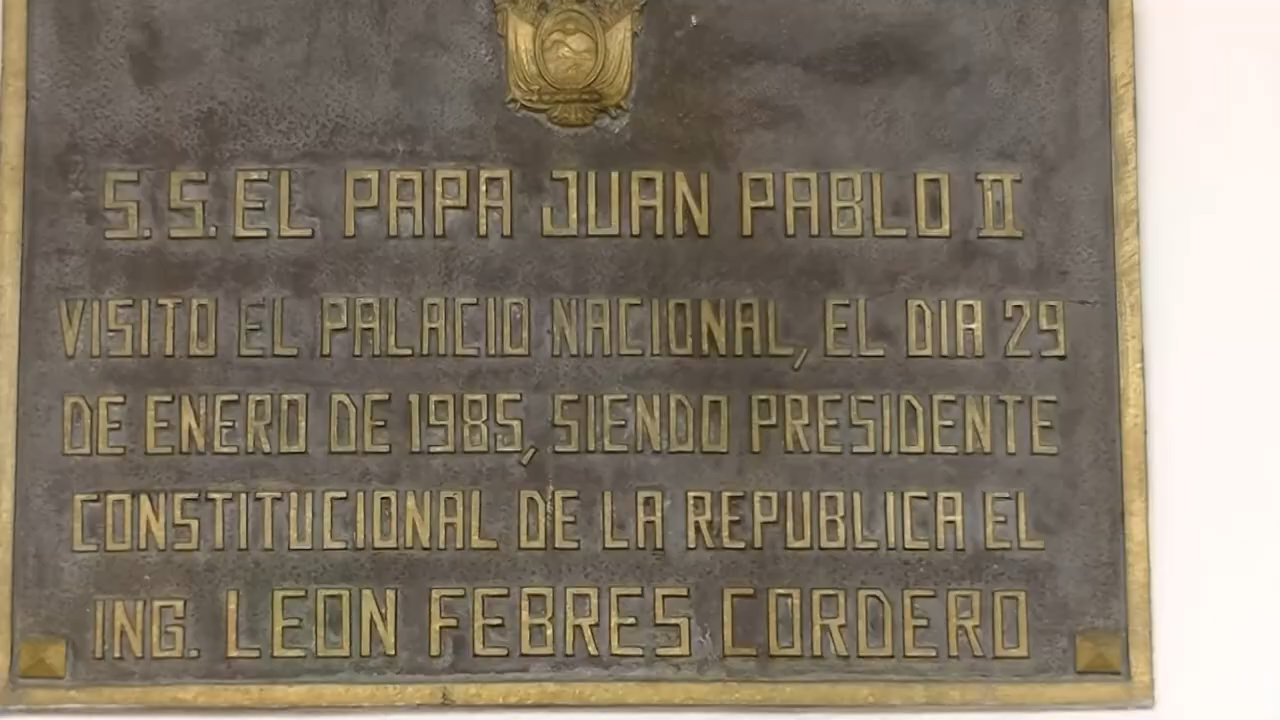 S.S. EL PAPA JUAN PABLO II
VISITO EL PALACIO NACIONAL, EL DIA 29
DE ENERO DE 1985, SIENDO PRESIDENTE
CONSTITUCIONAL DE LA REPUBLICA EL
ING. LEON FEBRES CORDERO